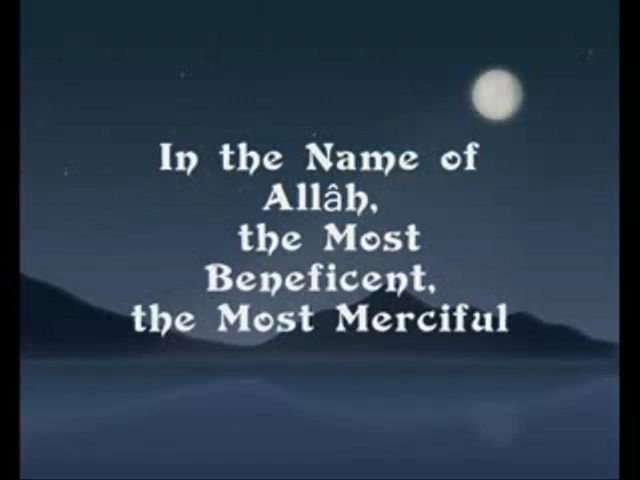 In the Name of
Allâh,
the Most
Beneficent,
the Most Merciful